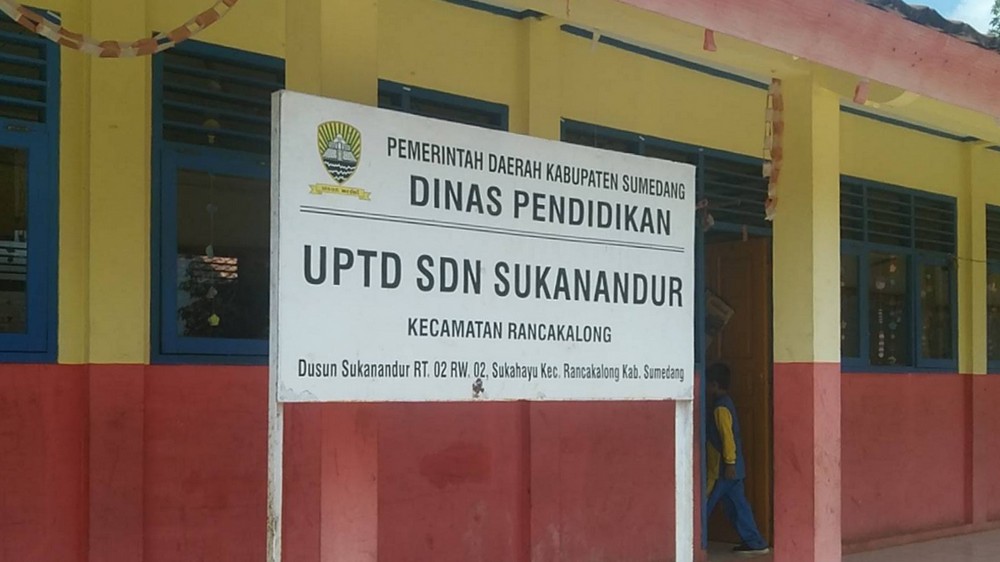 PEMERINTAH DAERAH KABUPATEN SUMEDANG
DINAS PENDIDIKAN
UPTD SDN SUKANANDUR
KECAMATAN RANCAKALONG
Dusun Sukanandur RT. 02 RW. 02, Sukahayu Kec. Rancakalong Kab. Sumedang